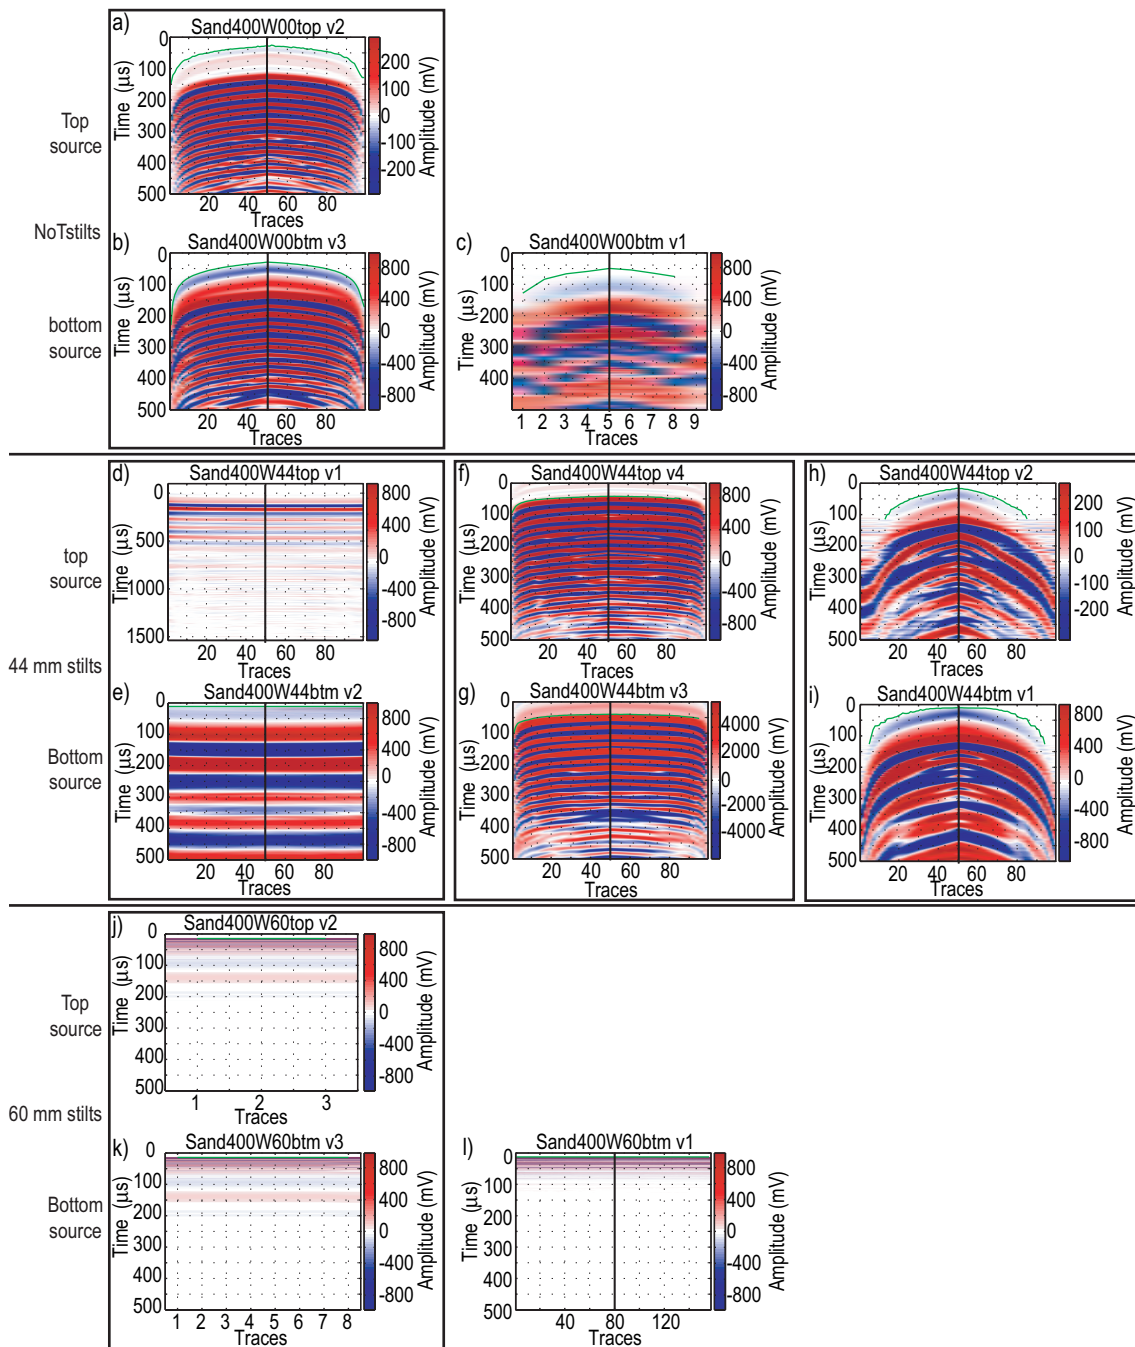 a) Sand400W00top v2
0
100
200
300
400
500
Time (µs)
20 40 60 80
Traces
200
100
0
-100
-200
Amplitude (mV)
Top
source
NoTstilts
b) Sand400W00btm v3
0
100
200
300
400
500
Time (µs)
20 40 60 80
Traces
800
400
0
-400
-800
Amplitude (mV)
bottom
source
c) Sand400W00btm v1
0
100
200
300
400
Time (µs)
1 2 3 4 5 6 7 8 9
Traces
800
400
0
-400
-800
Amplitude (mV)
d) Sand400W44top v1
0
500
1000
1500
Time (µs)
20 40 60 80
Traces
800
400
0
-400
-800
Amplitude (mV)
top
source
44 mm stilts
f) Sand400W44top v4
0
100
200
300
400
500
Time (µs)
20 40 60 80
Traces
800
400
0
-400
-800
Amplitude (mV)
h) Sand400W44top v2
0
100
200
300
400
500
Time (µs)
20 40 60 80
Traces
200
100
0
-100
-200
Amplitude (mV)
e) Sand400W44btm v2
0
100
200
300
400
500
Time (µs)
20 40 60 80
Traces
800
400
0
-400
-800
Amplitude (mV)
Bottom
source
g) Sand400W44btm v3
0
100
200
300
400
500
Time (µs)
20 40 60 80
Traces
4000
2000
0
-2000
-4000
Amplitude (mV)
i) Sand400W44btm v1
0
100
200
300
400
500
Time (µs)
20 40 60 80
Traces
800
400
0
-400
-800
Amplitude (mV)
j) Sand400W60top v2
0
100
200
300
400
500
Time (µs)
1 2 3
Traces
800
400
0
-400
-800
Amplitude (mV)
Top
source
60 mm stilts
k) Sand400W60btm v3
0
100
200
300
400
500
Time (µs)
1 2 3 4 5 6 7 8
Traces
800
400
0
-400
-800
Amplitude (mV)
Bottom
source
l) Sand400W60btm v1
0
100
200
300
400
500
Time (µs)
40 80 120
Traces
800
400
0
-400
-800
Amplitude (mV)